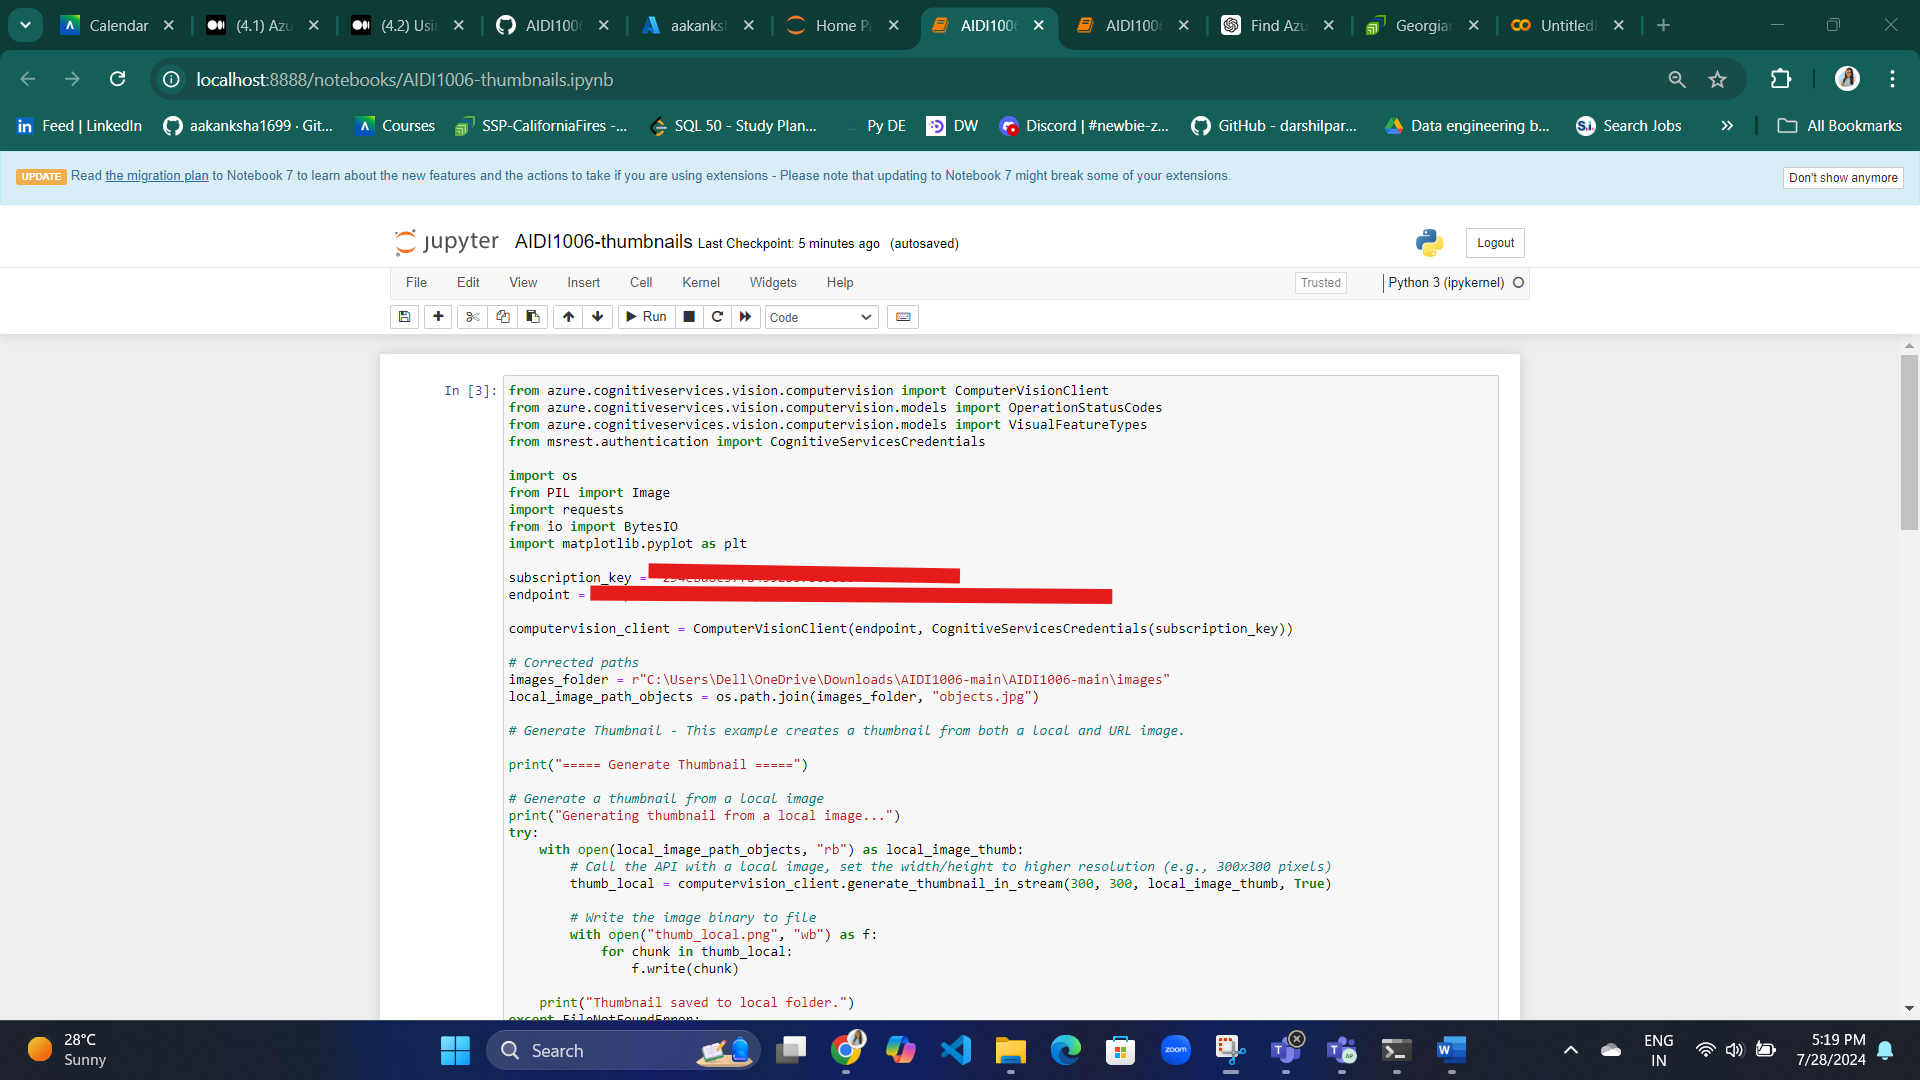 Calendar
(4.1) Azu
(4.2) Usi
AIDI100
aakanksh
Home Pa
AIDI100
AIDI100
Find Azu
Georgian
Untitled
localhost:8888/notebooks/AIDI1006-thumbnails.ipynb
Feed | LinkedIn
aakanksha1699 · Git...
Courses
SSP-CaliforniaFires -...
SQL 50 - Study Plan...
Py DE
DW
Discord | #newbie-z...
GitHub - darshilpar...
Data engineering b...
Search Jobs
All Bookmarks
UPDATE Read the migration plan to Notebook 7 to learn about the new features and the actions to take if you are using extensions - Please note that updating to Notebook 7 might break some of your extensions.
Don't show anymore
jupyter AIDI1006-thumbnails Last Checkpoint: 5 minutes ago (autosaved)
Logout
File Edit View Insert Cell Kernel Widgets Help
Trusted
Python 3 (ipykernel)
Run
Code
In [3]:
from azure.cognitiveservices.vision.computervision import ComputerVisionClient
from azure.cognitiveservices.vision.computervision.models import OperationStatusCodes
from azure.cognitiveservices.vision.computervision.models import VisualFeatureTypes
from msrest.authentication import CognitiveServicesCredentials
import os
from PIL import Image
import requests
from io import BytesIO
import matplotlib.pyplot as plt
subscription_key =
endpoint =
computervision_client = ComputerVisionClient(endpoint, CognitiveServicesCredentials(subscription_key))
# Corrected paths
images_folder = r"C:\Users\Dell\OneDrive\Downloads\AIDI1006-main\AIDI1006-main\images"
local_image_path_objects = os.path.join(images_folder, "objects.jpg")
# Generate Thumbnail - This example creates a thumbnail from both a local and URL image.
print("===== Generate Thumbnail =====")
# Generate a thumbnail from a local image
print("Generating thumbnail from a local image...")
try:
with open(local_image_path_objects, "rb") as local_image_thumb:
# Call the API with a local image, set the width/height to higher resolution (e.g., 300x300 pixels)
thumb_local = computervision_client.generate_thumbnail_in_stream(300, 300, local_image_thumb, True)
# Write the image binary to file
with open("thumb_local.png", "wb") as f:
for chunk in thumb_local:
f.write(chunk)
print("Thumbnail saved to local folder.")
except FileNotFoundError:
28°C
Sunny
Search
zoom
ENG
IN
5:19 PM
7/28/2024